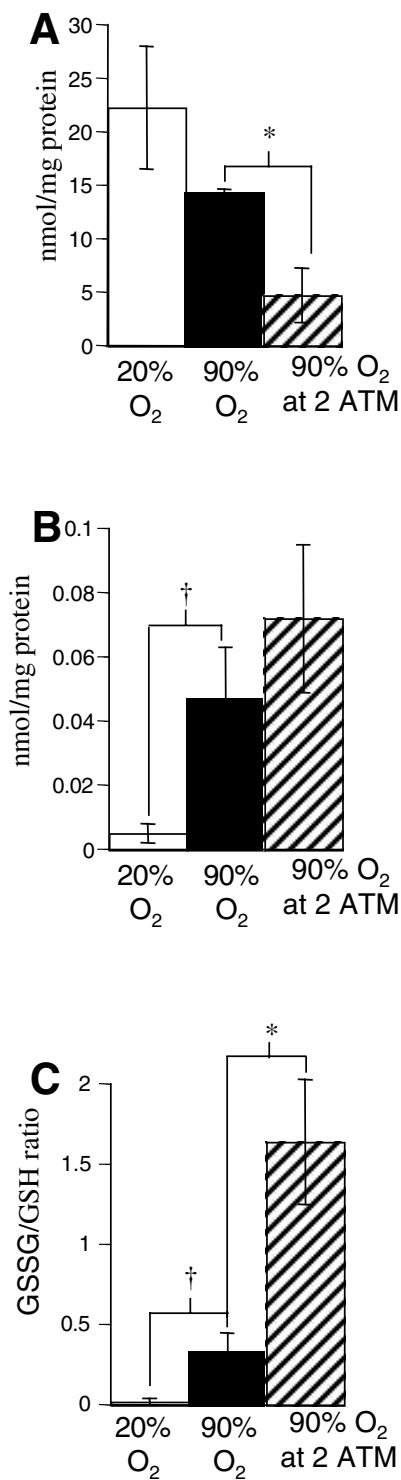 A
nmol/mg protein
30
25
20
15
10
5
0
*
20% O₂
90% O₂
90% O₂ at 2 ATM
B
nmol/mg protein
0.1
0.08
0.06
0.04
0.02
0
†
20% O₂
90% O₂
90% O₂ at 2 ATM
C
GSSG/GSH ratio
2
1.5
1
0.5
0
†
*
20% O₂
90% O₂
90% O₂ at 2 ATM